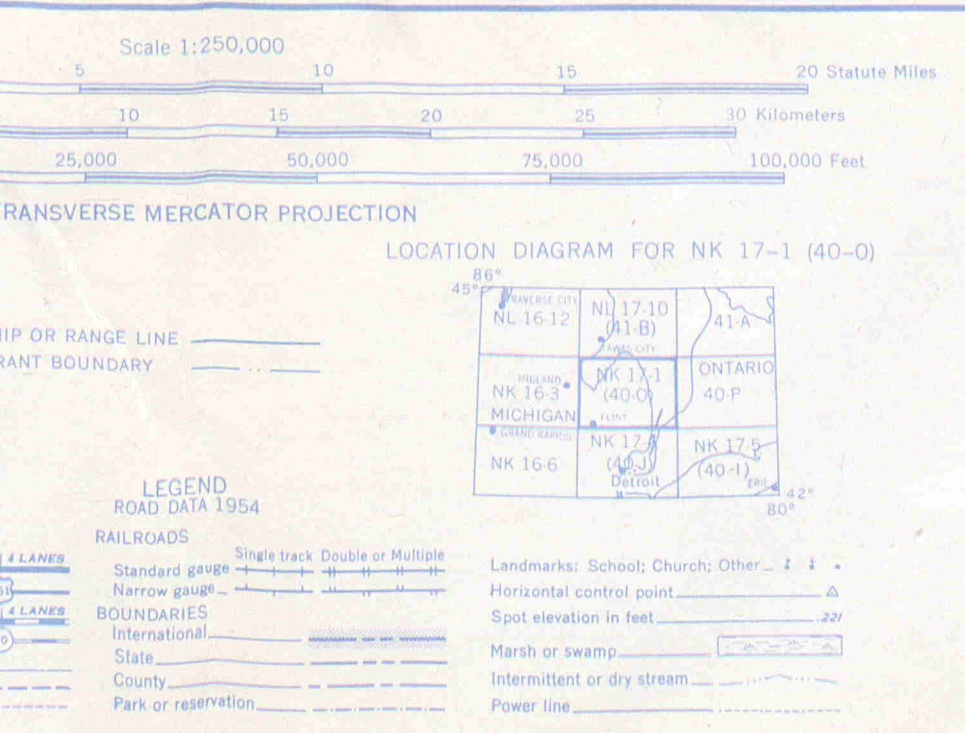 Scale 1:250,000
5 10 15 20 Statute Miles
10 15 20 25 30 Kilometers
25,000 50,000 75,000 100,000 Feet
TRANSVERSE MERCATOR PROJECTION
LOCATION DIAGRAM FOR NK 17-1 (40-O)
86°
45°
RAVERSE CITY
NL 16-12
NL 17-10
(41-B)
41-A
TAWAS CITY
HIP OR RANGE LINE
RANT BOUNDARY
MIDLAND
NK 16-3
MICHIGAN
NK 17-1
(40-O)
FLINT
ONTARIO
40-P
GRAND RAPIDS
NK 16-6
NK 17-4
(40-J)
Detroit
NK 17-5
(40-I)
Erie
42°
80°
LEGEND
ROAD DATA 1954
4 LANES
4 LANES
RAILROADS
Single track Double or Multiple
Standard gauge
Narrow gauge
BOUNDARIES
International
State
County
Park or reservation
Landmarks: School; Church; Other
Horizontal control point
Spot elevation in feet 221
Marsh or swamp
Intermittent or dry stream
Power line